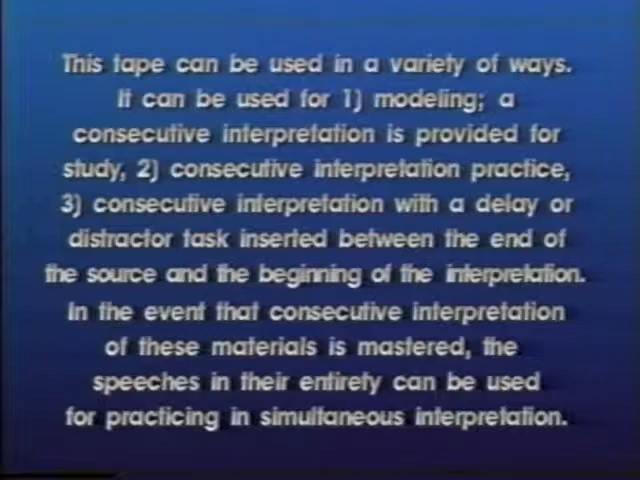 This tape can be used in a variety of ways.
It can be used for 1) modeling; a
consecutive interpretation is provided for
study, 2) consecutive interpretation practice,
3) consecutive interpretation with a delay or
distractor task inserted between the end of
the source and the beginning of the interpretation.
In the event that consecutive interpretation
of these materials is mastered, the
speeches in their entirety can be used
for practicing in simultaneous interpretation.